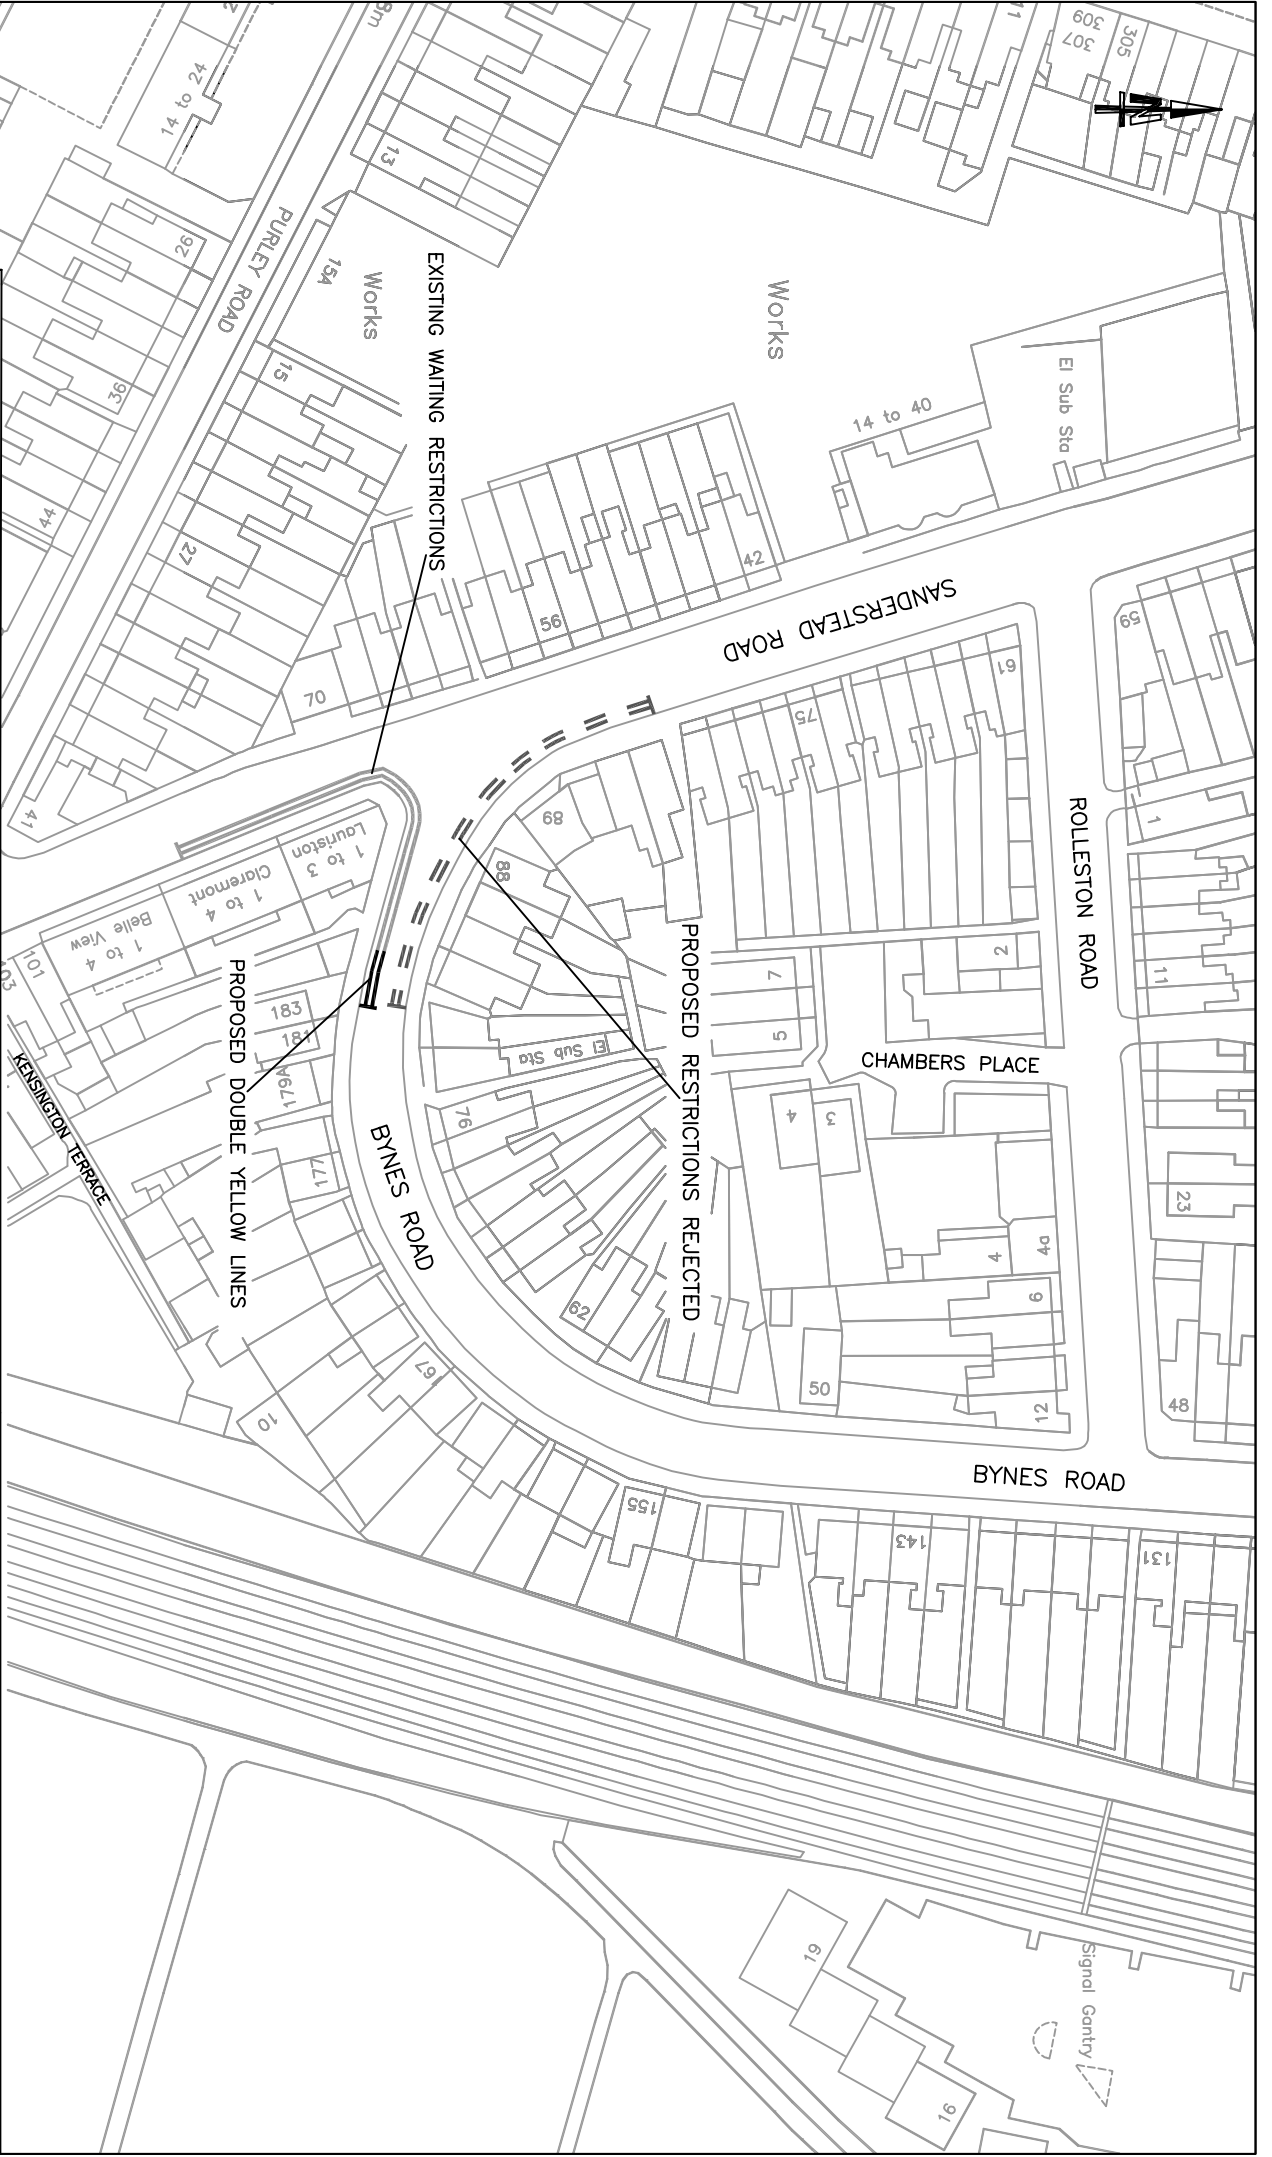 305
307
309
11
N
8m
14 to 24
13
26
PURLEY ROAD
15A
Works
Works
36
15
44
27
EXISTING WAITING RESTRICTIONS
El Sub Sta
14 to 40
42
56
70
41
SANDERSTEAD ROAD
59
61
75
89
88
1
ROLLESTON ROAD
11
2
7
5
CHAMBERS PLACE
4
3
23
4
4a
6
12
48
50
PROPOSED RESTRICTIONS REJECTED
1 to 3
Lauriston
1 to 4
Claremont
1 to 4
Belle View
101
103
183
181
179A
177
PROPOSED DOUBLE YELLOW LINES
KENSINGTON TERRACE
El Sub Sta
76
62
BYNES ROAD
167
10
BYNES ROAD
155
143
131
Signal Gantry
19
16